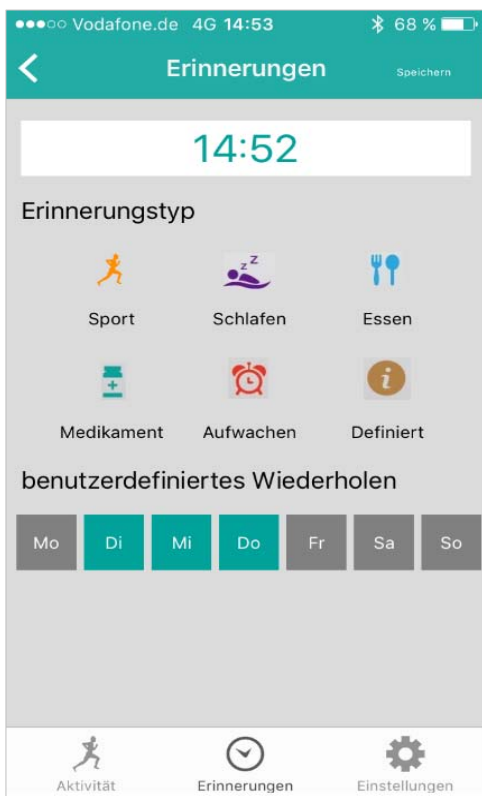 Vodafone.de 4G 14:53 68 %
Erinnerungen Speichern
14:52
Erinnerungstyp
z z
Sport Schlafen Essen
i
Medikament Aufwachen Definiert
benutzerdefiniertes Wiederholen
Mo Di Mi Do Fr Sa So
Aktivität Erinnerungen Einstellungen